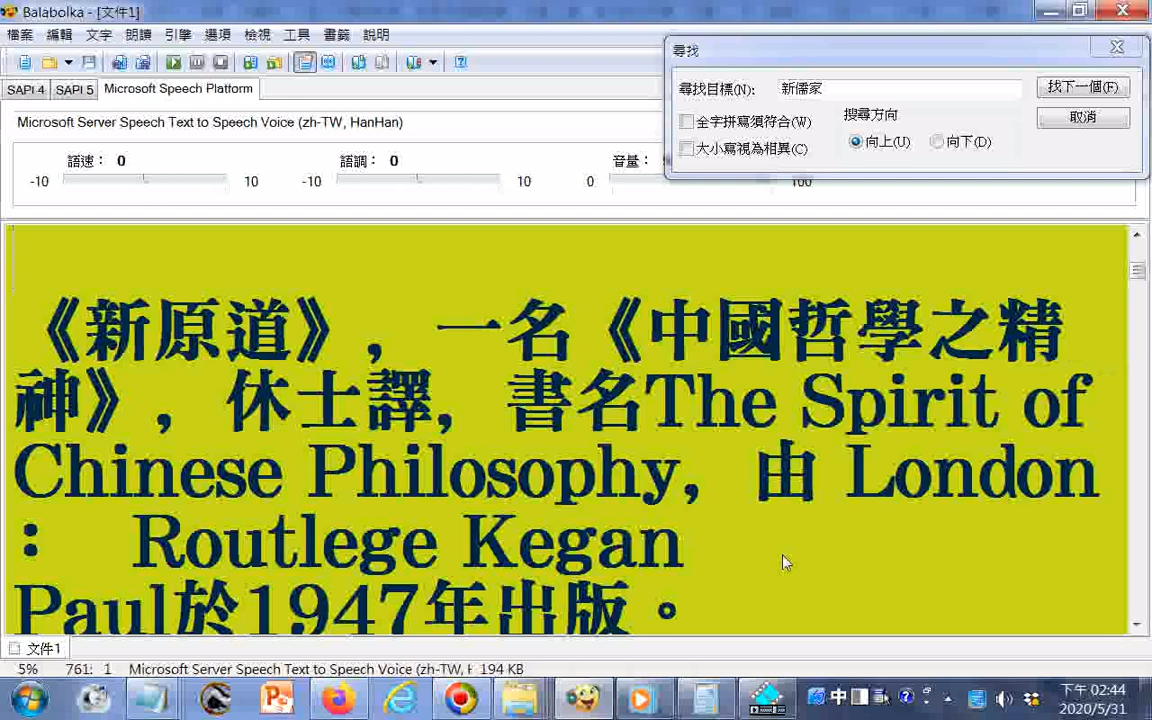 Balabolka - [文件1]
檔案 編輯 文字 朗讀 引擎 選項 檢視 工具 書籤 說明
尋找
尋找目標(N): 新儒家 找下一個(F)
全字拼寫須符合(W) 搜尋方向 取消
大小寫視為相異(C) 向上(U) 向下(D)
SAPI 4 SAPI 5 Microsoft Speech Platform
Microsoft Server Speech Text to Speech Voice (zh-TW, HanHan)
語速: 0 語調: 0 音量:
-10 10 -10 10 0 100
《新原道》，一名《中國哲學之精
神》，休士譯，書名The Spirit of
Chinese Philosophy，由 London
： Routlege Kegan
Paul於1947年出版。
文件1
5% 761: 1 Microsoft Server Speech Text to Speech Voice (zh-TW, 194 KB
中
下午 02:44
2020/5/31